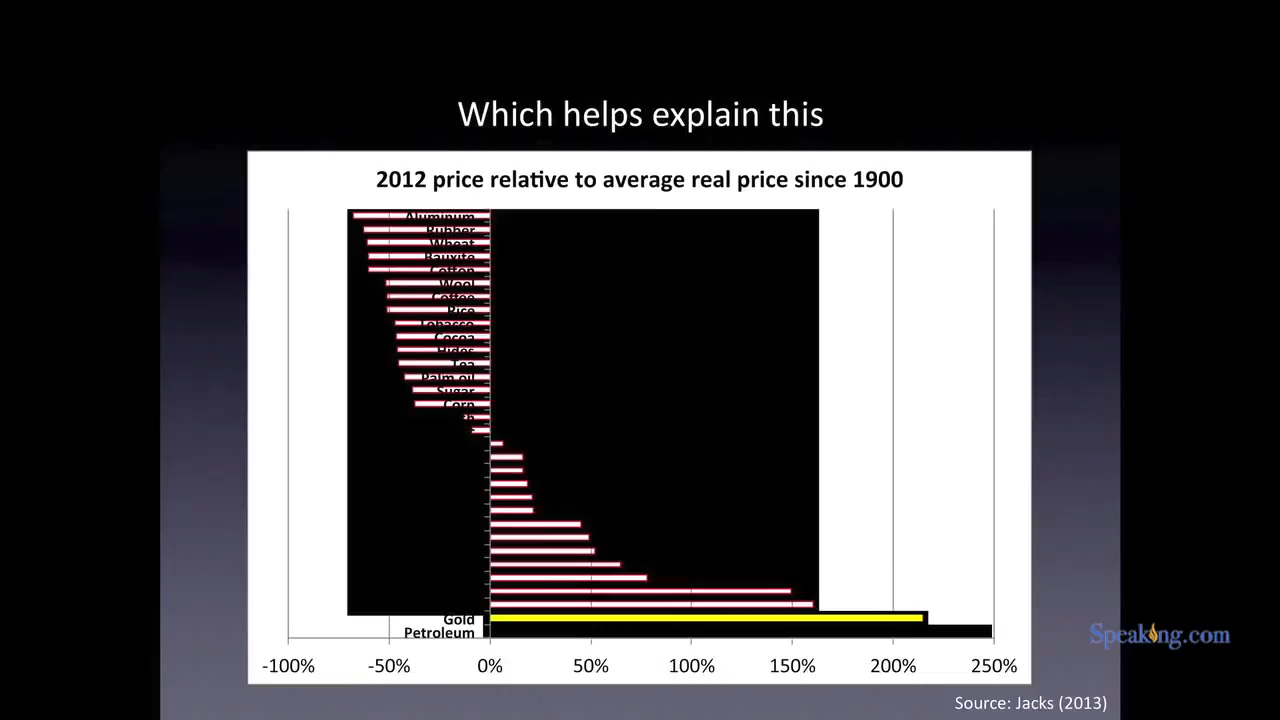 Which helps explain this
2012 price relative to average real price since 1900
Aluminum
Rubber
Wheat
Bauxite
Cotton
Wool
Coffee
Rice
Tobacco
Cocoa
Hides
Tea
Palm oil
Sugar
Corn
Gold
Petroleum
-100% -50% 0% 50% 100% 150% 200% 250%
Speaking.com
Source: Jacks (2013)